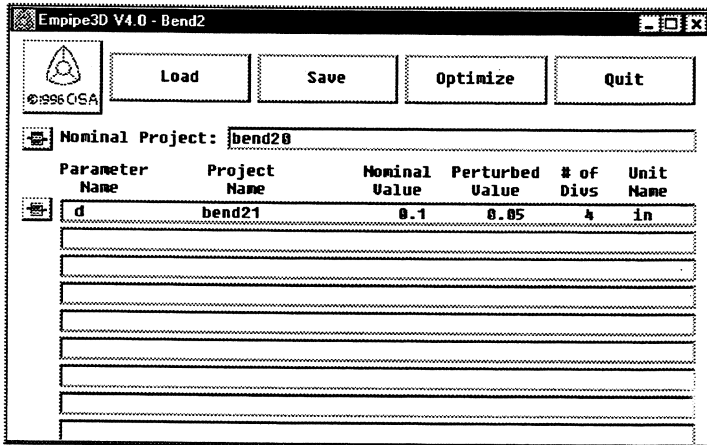 Empipe3D V4.0 - Bend2
Load Save Optimize Quit
©1996 OSA
Nominal Project: bend20
Parameter Project Nominal Perturbed # of Unit
Name Name Value Value Divs Name
d bend21 0.1 0.05 4 in